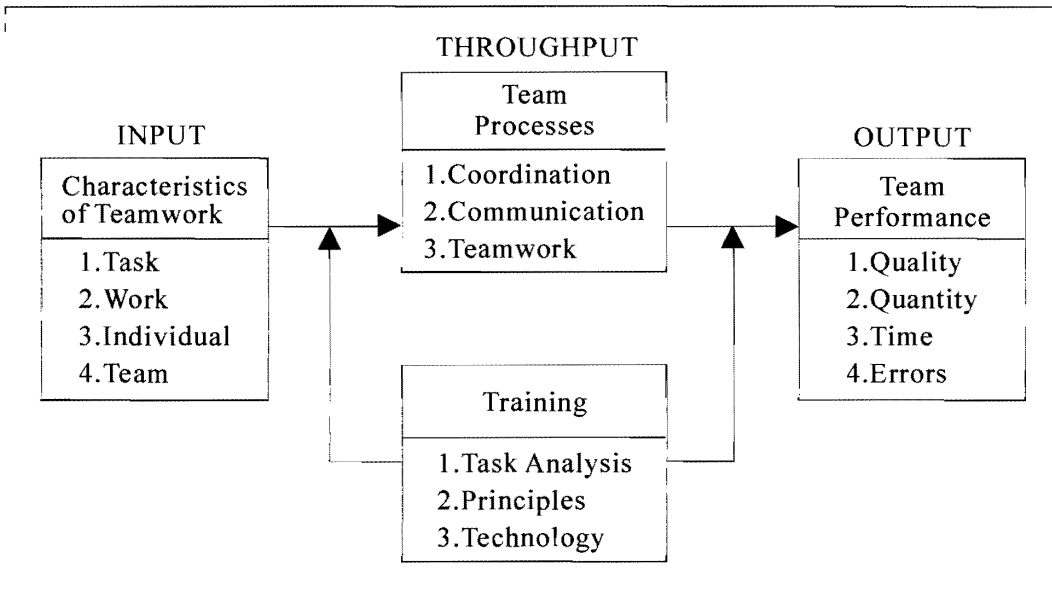 THROUGHPUT
Team
Processes
1.Coordination
2.Communication
3.Teamwork
INPUT
Characteristics
of Teamwork
1.Task
2.Work
3.Individual
4.Team
OUTPUT
Team
Performance
1.Quality
2.Quantity
3.Time
4.Errors
Training
1.Task Analysis
2.Principles
3.Technology